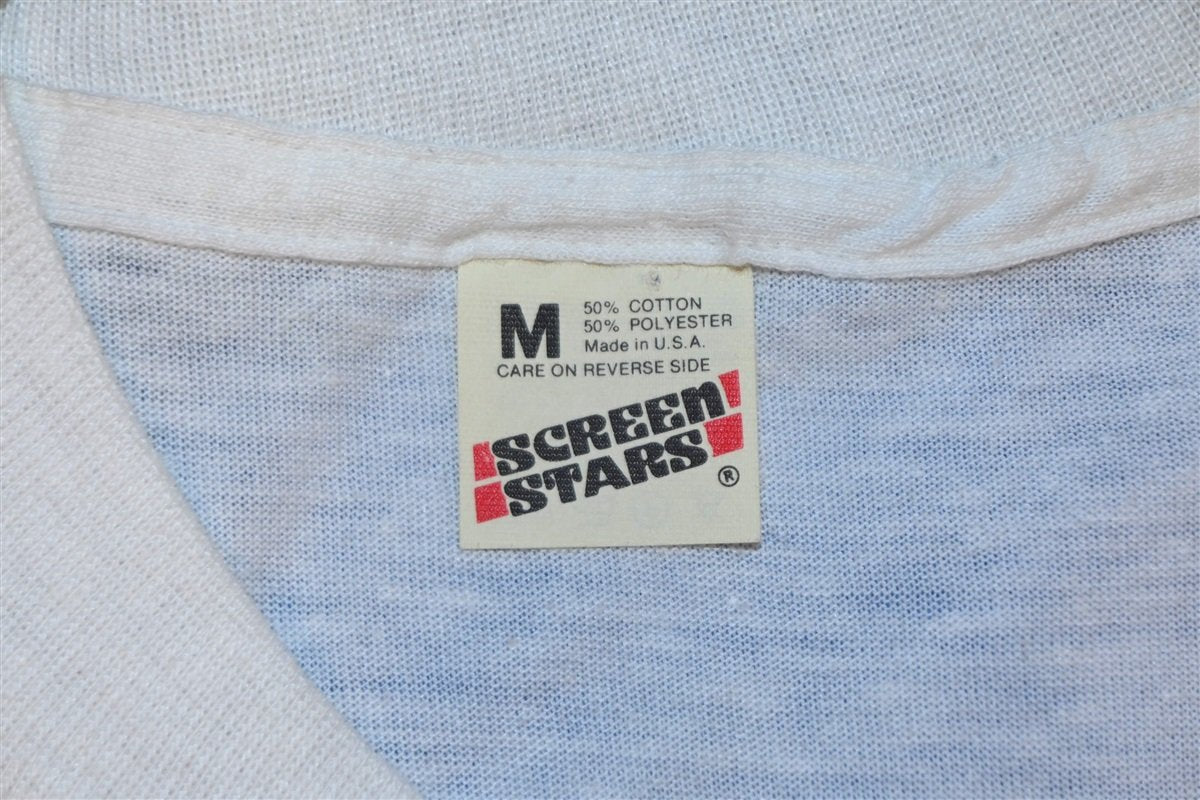 M
50% COTTON
50% POLYESTER
Made in U.S.A.
CARE ON REVERSE SIDE
SCREEN
STARS
®